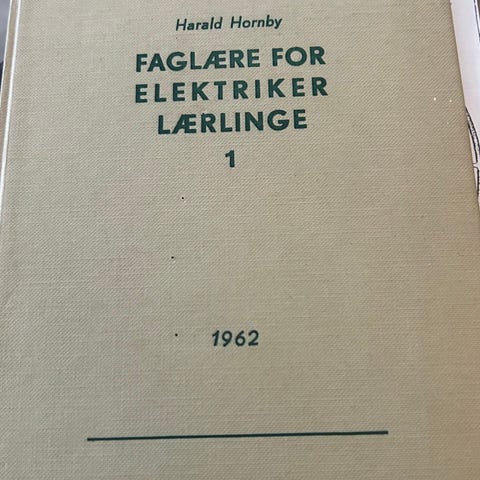 Harald Hornby
FAGLÆRE FOR
ELEKTRIKER
LÆRLINGE
1
1962